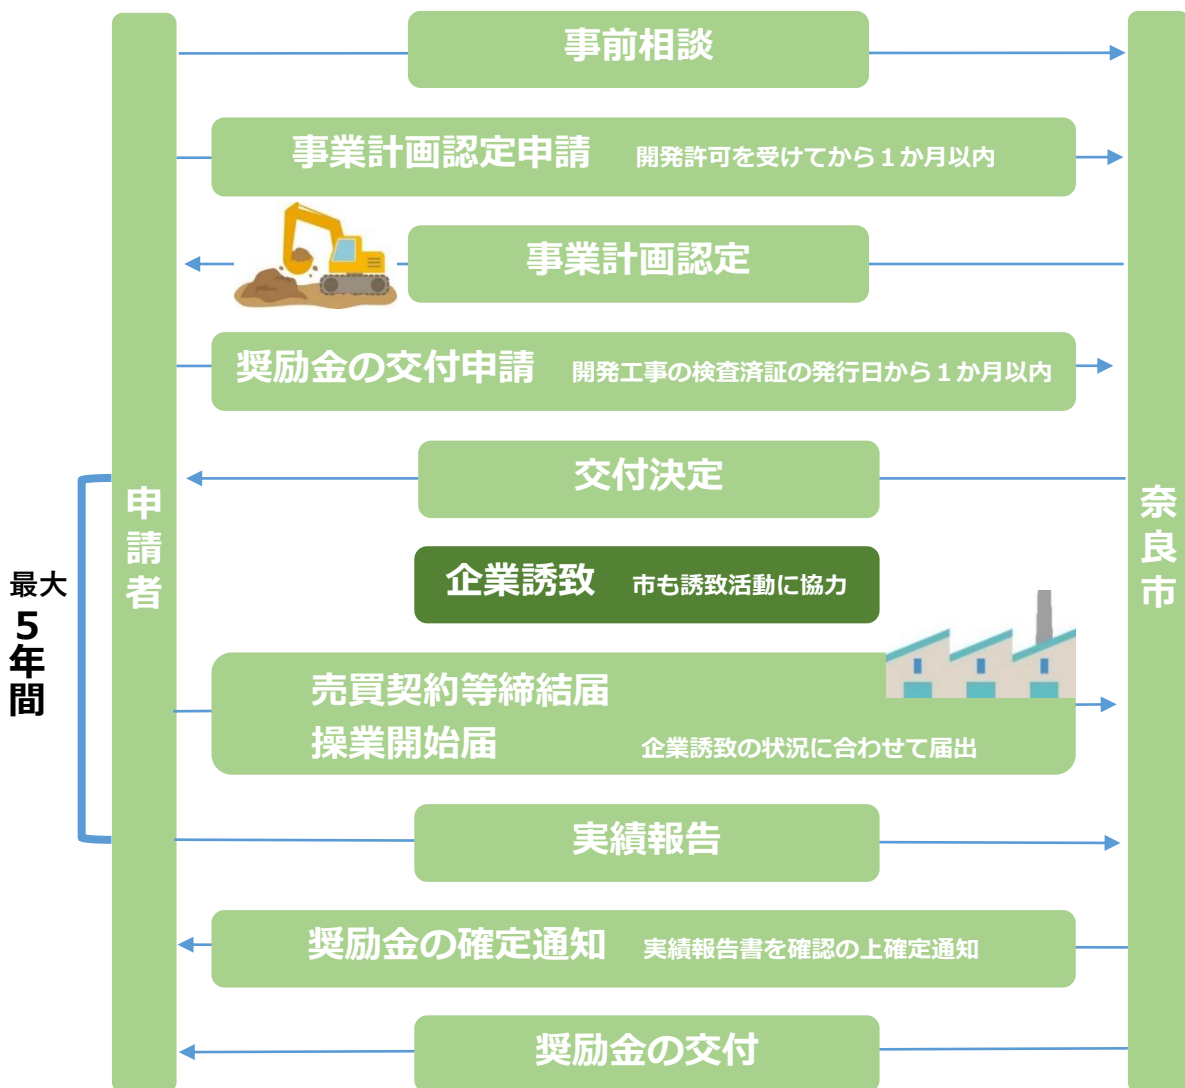 事前相談
事業計画認定申請 開発許可を受けてから１か月以内
事業計画認定
奨励金の交付申請 開発工事の検査済証の発行日から１か月以内
交付決定
申請者
奈良市
企業誘致 市も誘致活動に協力
最大
５
年
間
売買契約等締結届
操業開始届 企業誘致の状況に合わせて届出
実績報告
奨励金の確定通知 実績報告書を確認の上確定通知
奨励金の交付